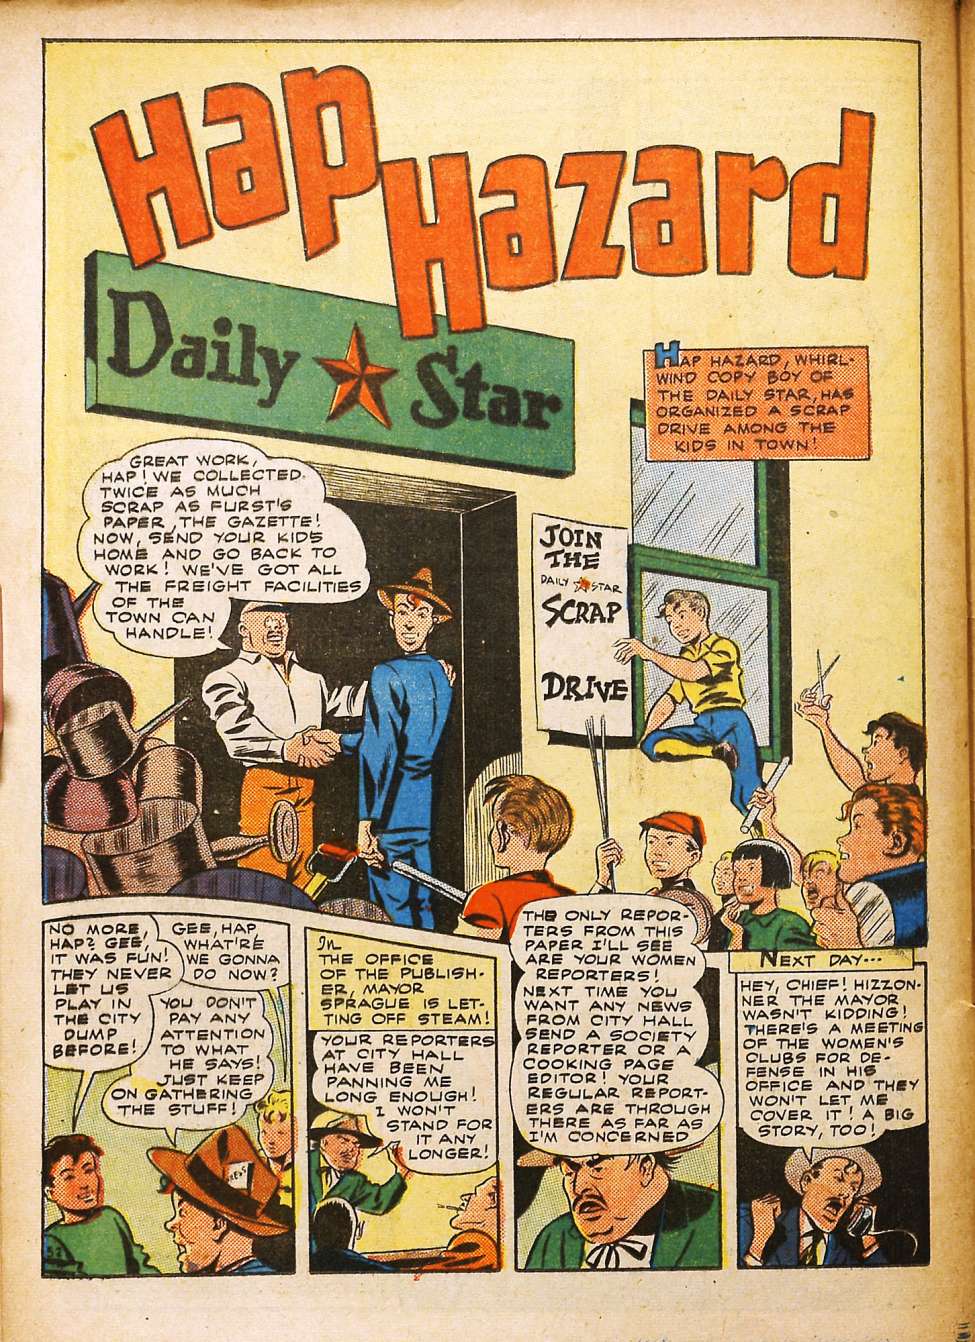 Hap
Hazard
Daily ★ Star
HAP HAZARD, WHIRL-
WIND COPY BOY OF
THE DAILY STAR, HAS
ORGANIZED A SCRAP
DRIVE AMONG THE
KIDS IN TOWN!
GREAT WORK,
HAP! WE COLLECTED
TWICE AS MUCH
SCRAP AS FURST'S
PAPER, THE GAZETTE!
NOW, SEND YOUR KIDS
HOME AND GO BACK TO
WORK! WE'VE GOT ALL
THE FREIGHT FACILITIES
OF THE
TOWN CAN
HANDLE!
JOIN
THE
DAILY ★ STAR
SCRAP
DRIVE
NO MORE,
HAP? GEE,
IT WAS FUN!
THEY NEVER
LET US
PLAY IN
THE CITY
DUMP
BEFORE!
GEE, HAP,
WHAT'RE
WE GONNA
DO NOW?
YOU DON'T
PAY ANY
ATTENTION
TO WHAT
HE SAYS!
JUST KEEP
ON GATHERING
THE STUFF!
PRESS
In
THE OFFICE
OF THE PUBLISH-
ER, MAYOR
SPRAGUE IS LET-
TING OFF STEAM!
YOUR REPORTERS
AT CITY HALL
HAVE BEEN
PANNING ME
LONG ENOUGH!
I WON'T
STAND FOR
IT ANY
LONGER!
THE ONLY REPOR-
TERS FROM THIS
PAPER I'LL SEE
ARE YOUR WOMEN
REPORTERS!
NEXT TIME YOU
WANT ANY NEWS
FROM CITY HALL
SEND A SOCIETY
REPORTER OR A
COOKING PAGE
EDITOR! YOUR
REGULAR REPORT-
ERS ARE THROUGH
THERE AS FAR AS
I'M CONCERNED
NEXT DAY---
HEY, CHIEF! HIZZON-
NER THE MAYOR
WASN'T KIDDING!
THERE'S A MEETING
OF THE WOMEN'S
CLUBS FOR DE-
FENSE IN HIS
OFFICE AND THEY
WON'T LET ME
COVER IT! A BIG
STORY, TOO!